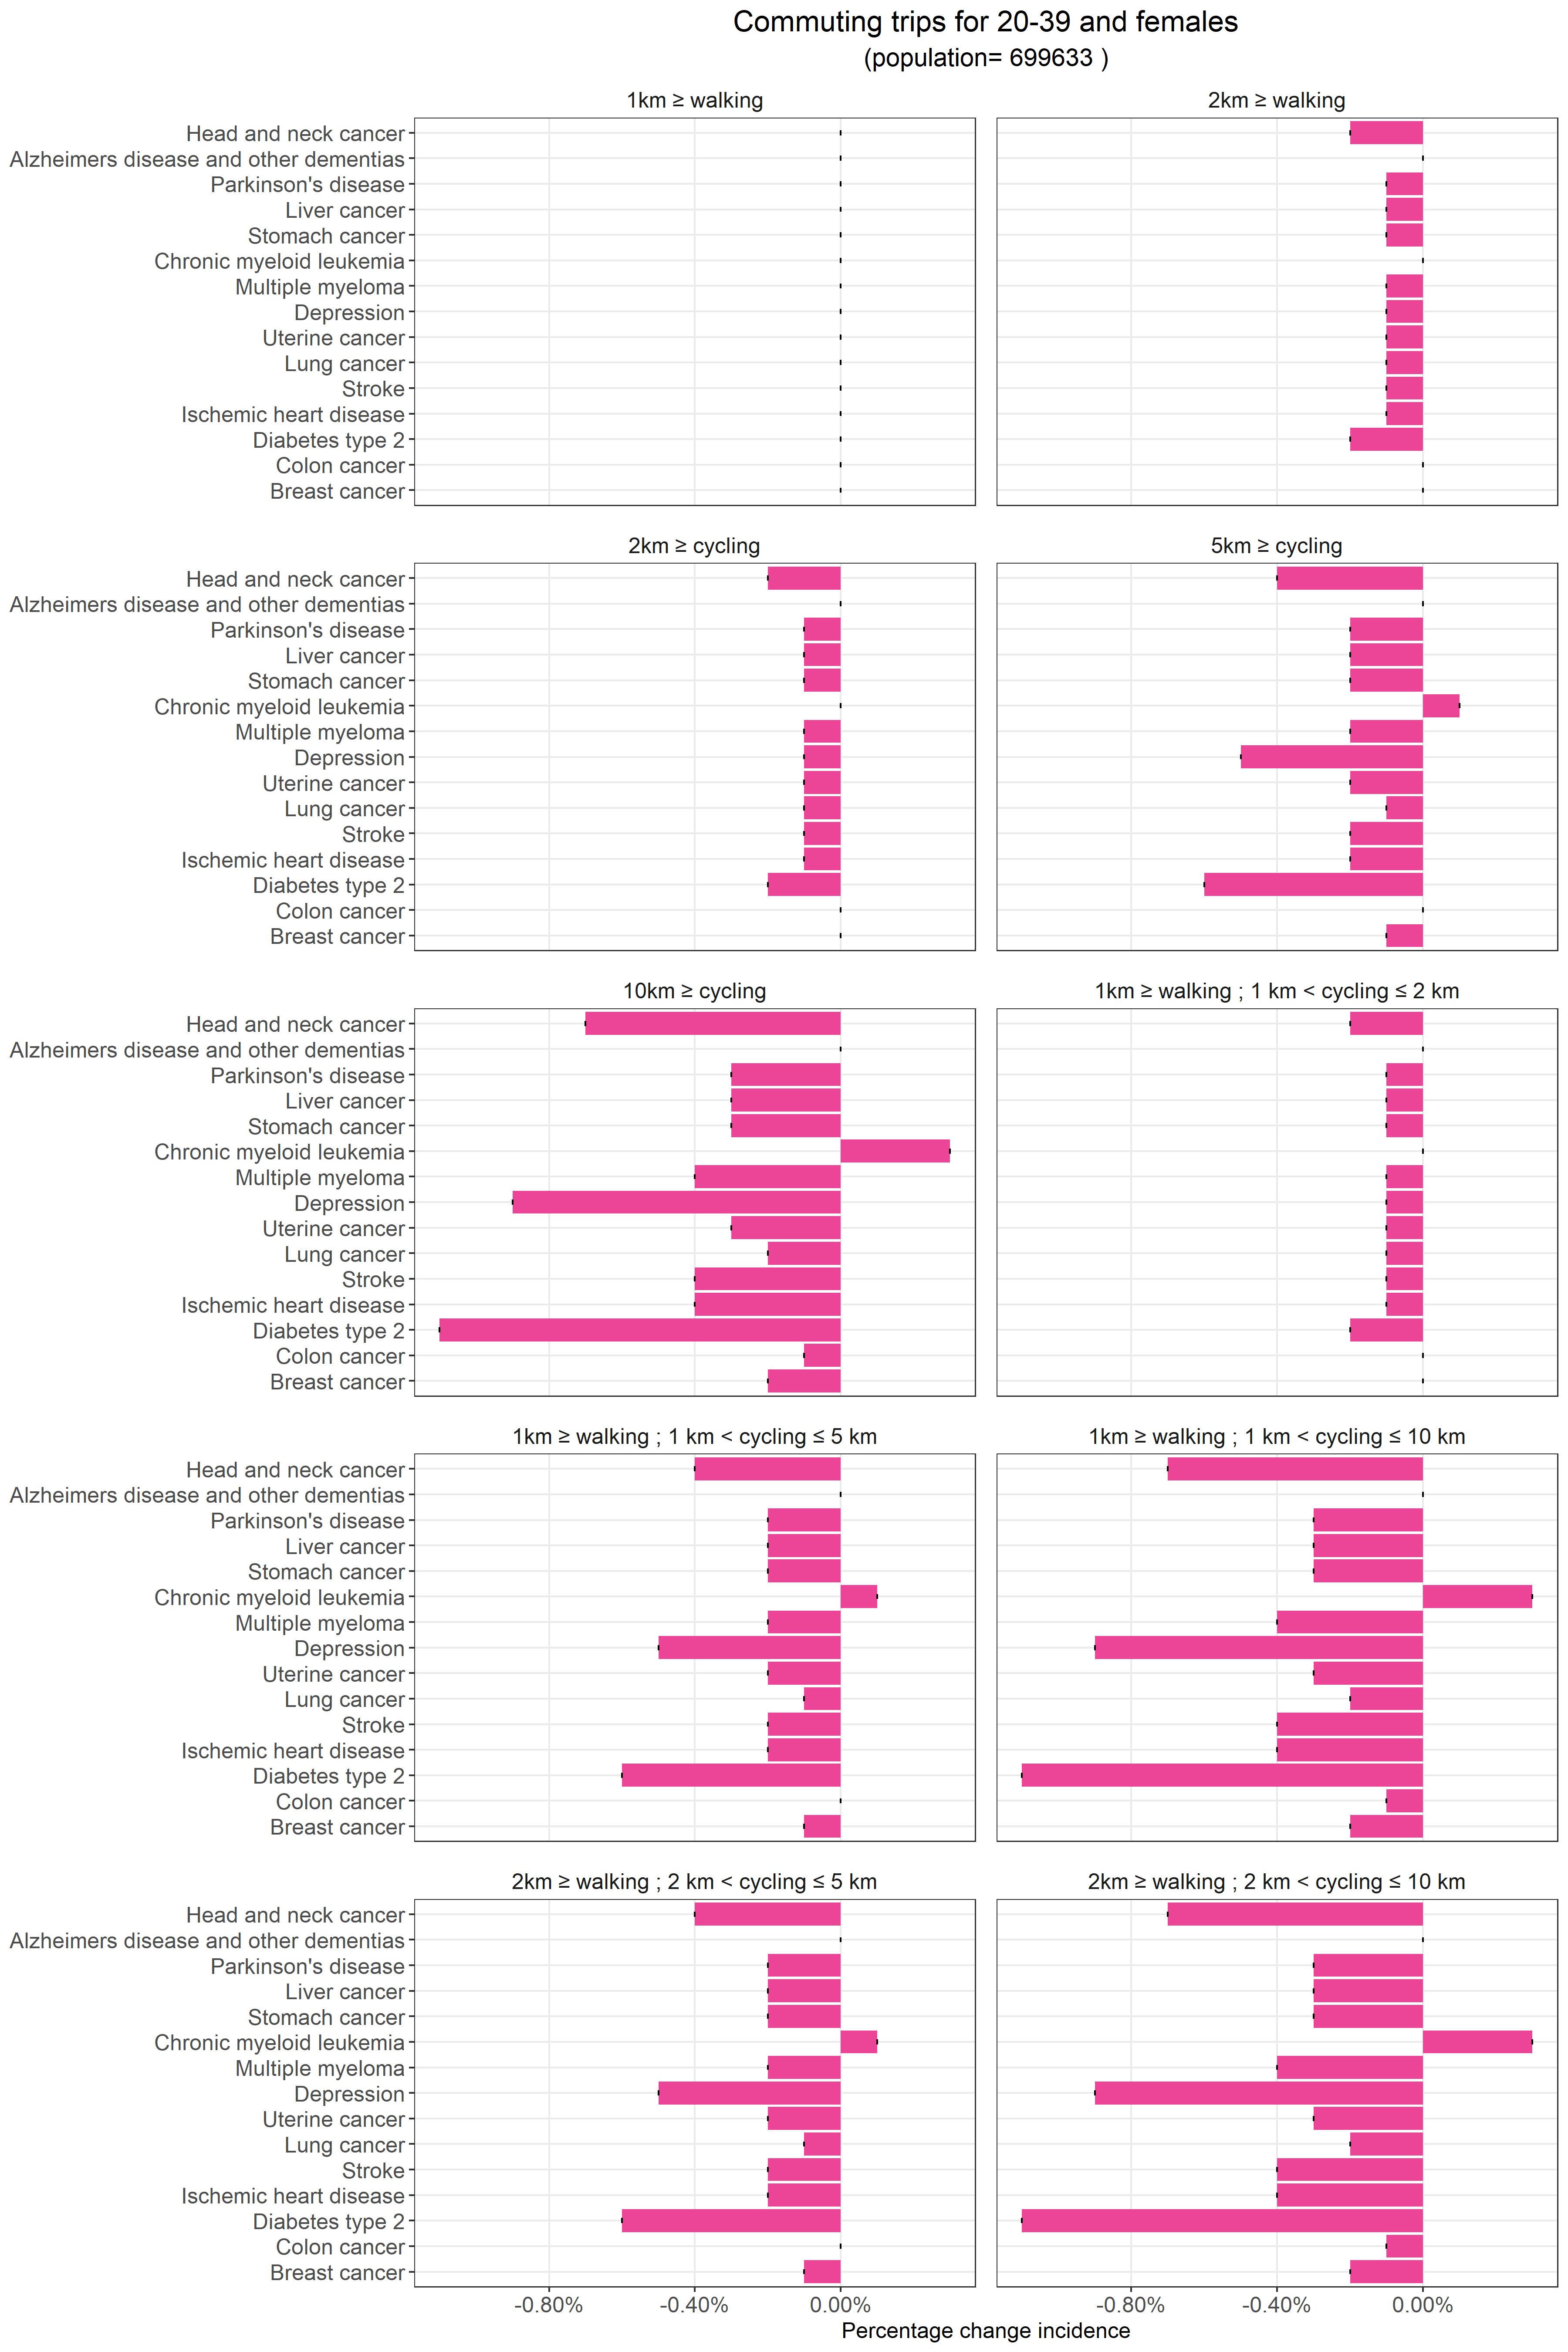 Commuting trips for 20-39 and females
(population= 699633 )
1km ≥ walking
2km ≥ walking
Head and neck cancer
Alzheimers disease and other dementias
Parkinson's disease
Liver cancer
Stomach cancer
Chronic myeloid leukemia
Multiple myeloma
Depression
Uterine cancer
Lung cancer
Stroke
Ischemic heart disease
Diabetes type 2
Colon cancer
Breast cancer
2km ≥ cycling
5km ≥ cycling
Head and neck cancer
Alzheimers disease and other dementias
Parkinson's disease
Liver cancer
Stomach cancer
Chronic myeloid leukemia
Multiple myeloma
Depression
Uterine cancer
Lung cancer
Stroke
Ischemic heart disease
Diabetes type 2
Colon cancer
Breast cancer
10km ≥ cycling
1km ≥ walking ; 1 km < cycling ≤ 2 km
Head and neck cancer
Alzheimers disease and other dementias
Parkinson's disease
Liver cancer
Stomach cancer
Chronic myeloid leukemia
Multiple myeloma
Depression
Uterine cancer
Lung cancer
Stroke
Ischemic heart disease
Diabetes type 2
Colon cancer
Breast cancer
1km ≥ walking ; 1 km < cycling ≤ 5 km
1km ≥ walking ; 1 km < cycling ≤ 10 km
Head and neck cancer
Alzheimers disease and other dementias
Parkinson's disease
Liver cancer
Stomach cancer
Chronic myeloid leukemia
Multiple myeloma
Depression
Uterine cancer
Lung cancer
Stroke
Ischemic heart disease
Diabetes type 2
Colon cancer
Breast cancer
2km ≥ walking ; 2 km < cycling ≤ 5 km
2km ≥ walking ; 2 km < cycling ≤ 10 km
Head and neck cancer
Alzheimers disease and other dementias
Parkinson's disease
Liver cancer
Stomach cancer
Chronic myeloid leukemia
Multiple myeloma
Depression
Uterine cancer
Lung cancer
Stroke
Ischemic heart disease
Diabetes type 2
Colon cancer
Breast cancer
-0.80% -0.40% 0.00% -0.80% -0.40% 0.00%
Percentage change incidence